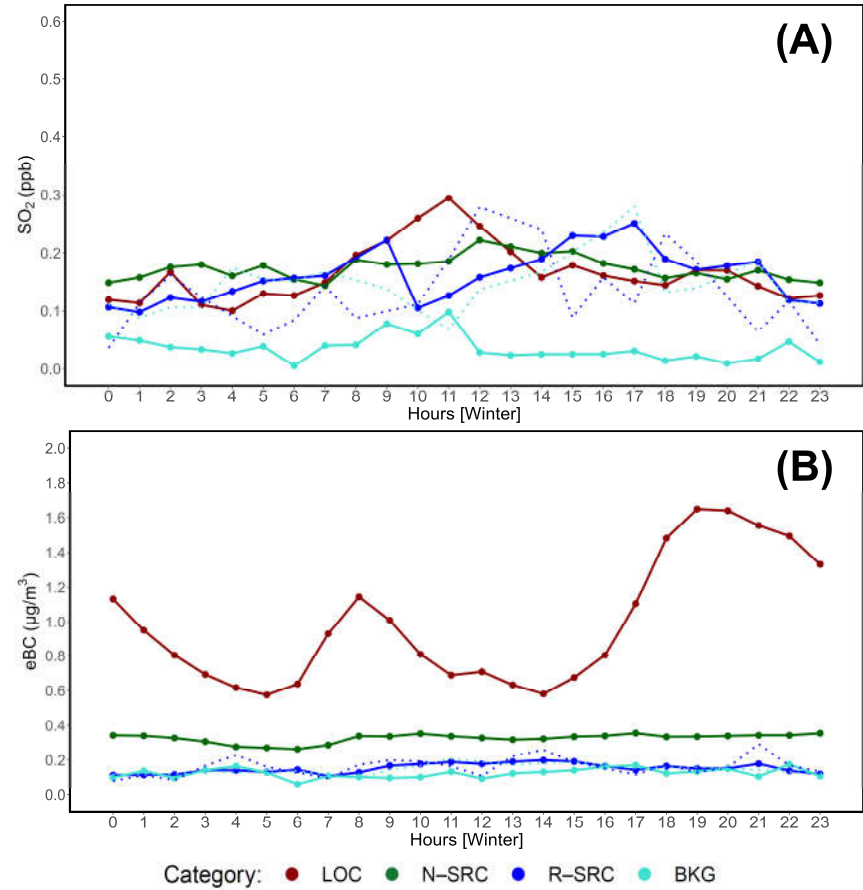 (A)
SO2 (ppb)
0.6
0.5
0.4
0.3
0.2
0.1
0.0
0 1 2 3 4 5 6 7 8 9 10 11 12 13 14 15 16 17 18 19 20 21 22 23
Hours [Winter]
(B)
eBC (µg/m³)
2.0
1.8
1.6
1.4
1.2
1.0
0.8
0.6
0.4
0.2
0.0
0 1 2 3 4 5 6 7 8 9 10 11 12 13 14 15 16 17 18 19 20 21 22 23
Hours [Winter]
Category: LOC N–SRC R–SRC BKG